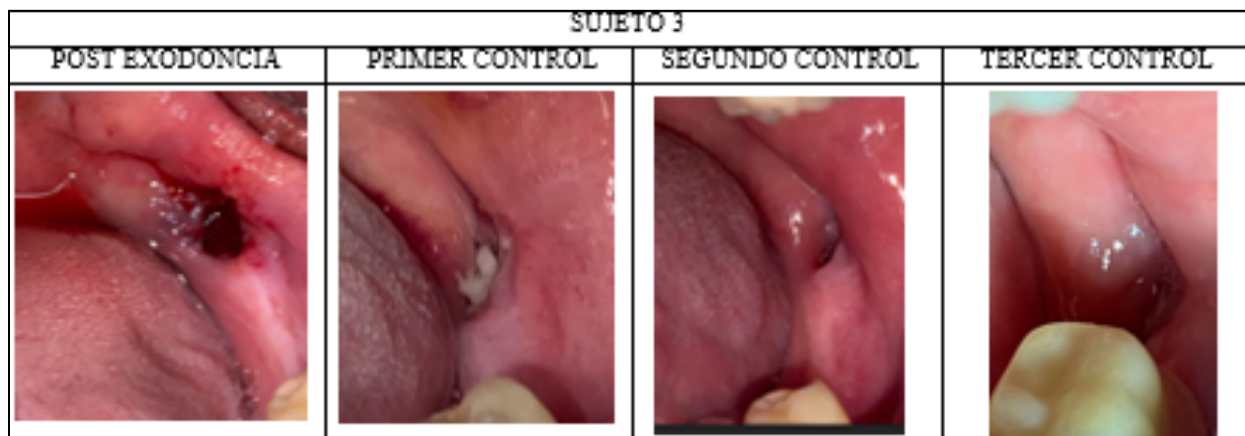 SUJETO 3
POST EXODONCIA PRIMER CONTROL SEGUNDO CONTROL TERCER CONTROL